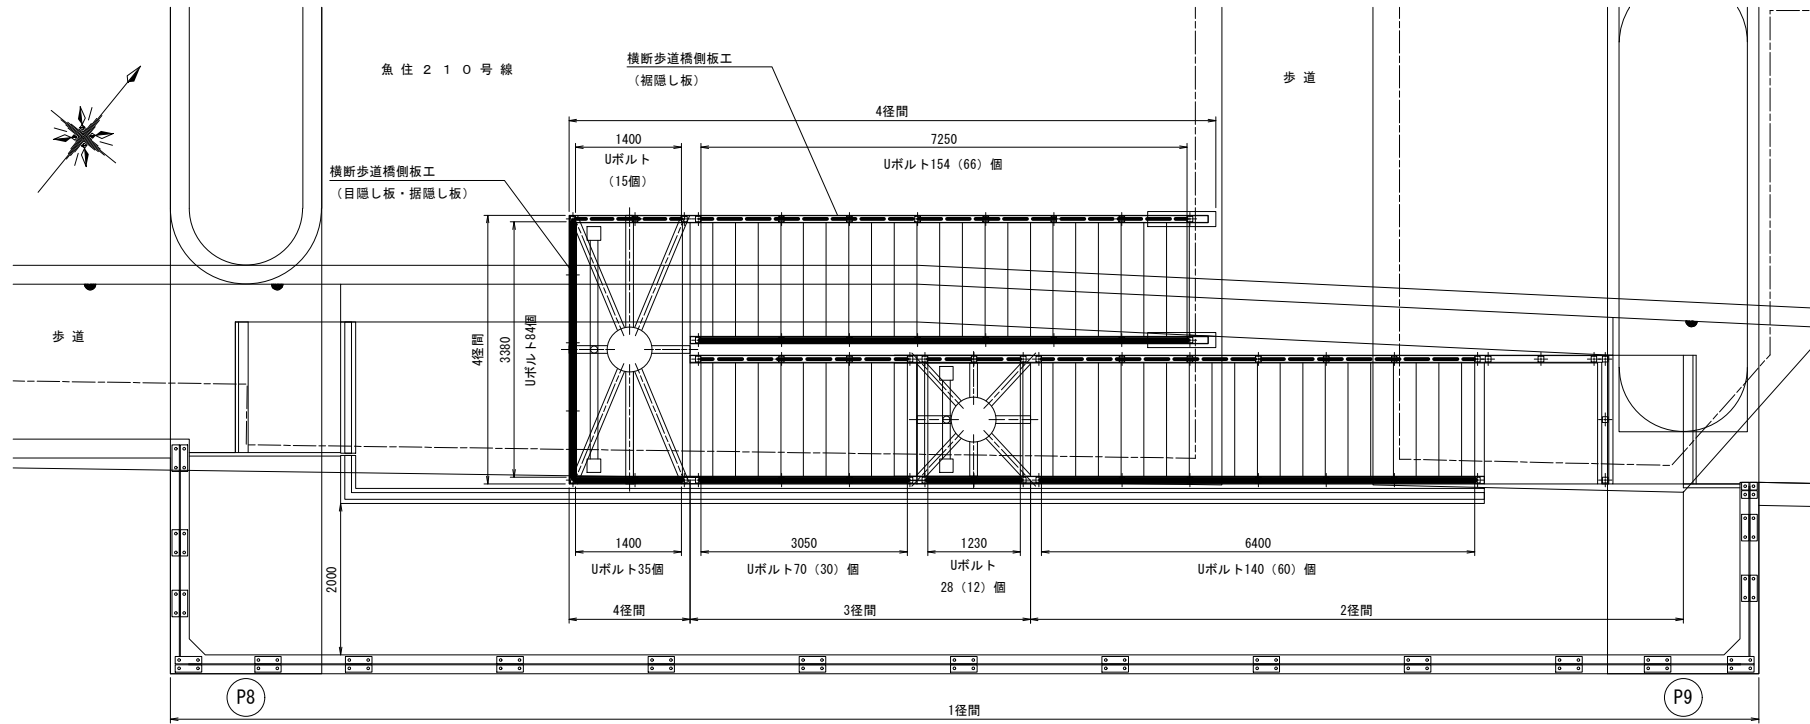 魚住２１０号線
横断歩道橋側板工
（裾隠し板）
歩道
4径間
1400
7250
Uボルト
（15個）
Uボルト154（66）個
横断歩道橋側板工
（目隠し板・据隠し板）
歩道
4径間
3380
Uボルト84個
1400
3050
1230
6400
Uボルト35個
Uボルト70（30）個
Uボルト
28（12）個
Uボルト140（60）個
2000
4径間
3径間
2径間
P8
P9
1径間